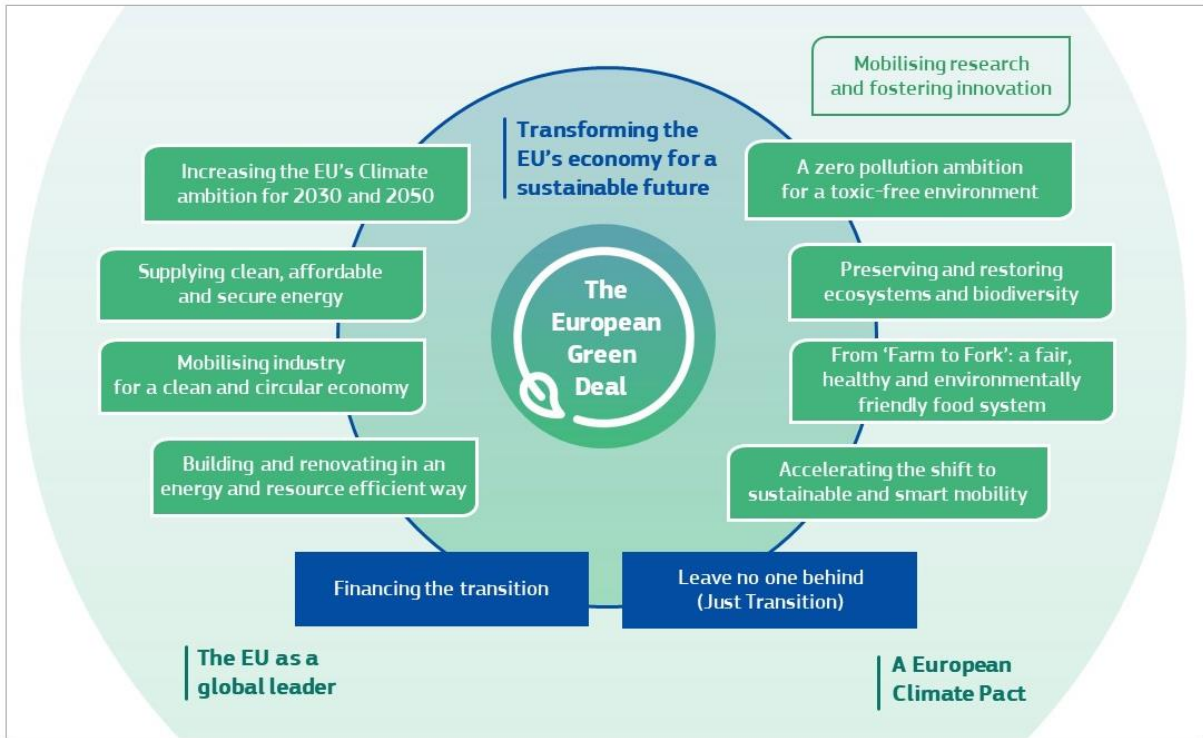 Mobilising research
and fostering innovation
Transforming the
EU's economy for a
sustainable future
Increasing the EU's Climate
ambition for 2030 and 2050
A zero pollution ambition
for a toxic-free environment
Supplying clean, affordable
and secure energy
Preserving and restoring
ecosystems and biodiversity
The
European
Green
Deal
Mobilising industry
for a clean and circular economy
From ‘Farm to Fork’: a fair,
healthy and environmentally
friendly food system
Building and renovating in an
energy and resource efficient way
Accelerating the shift to
sustainable and smart mobility
Financing the transition
Leave no one behind
(Just Transition)
The EU as a
global leader
A European
Climate Pact